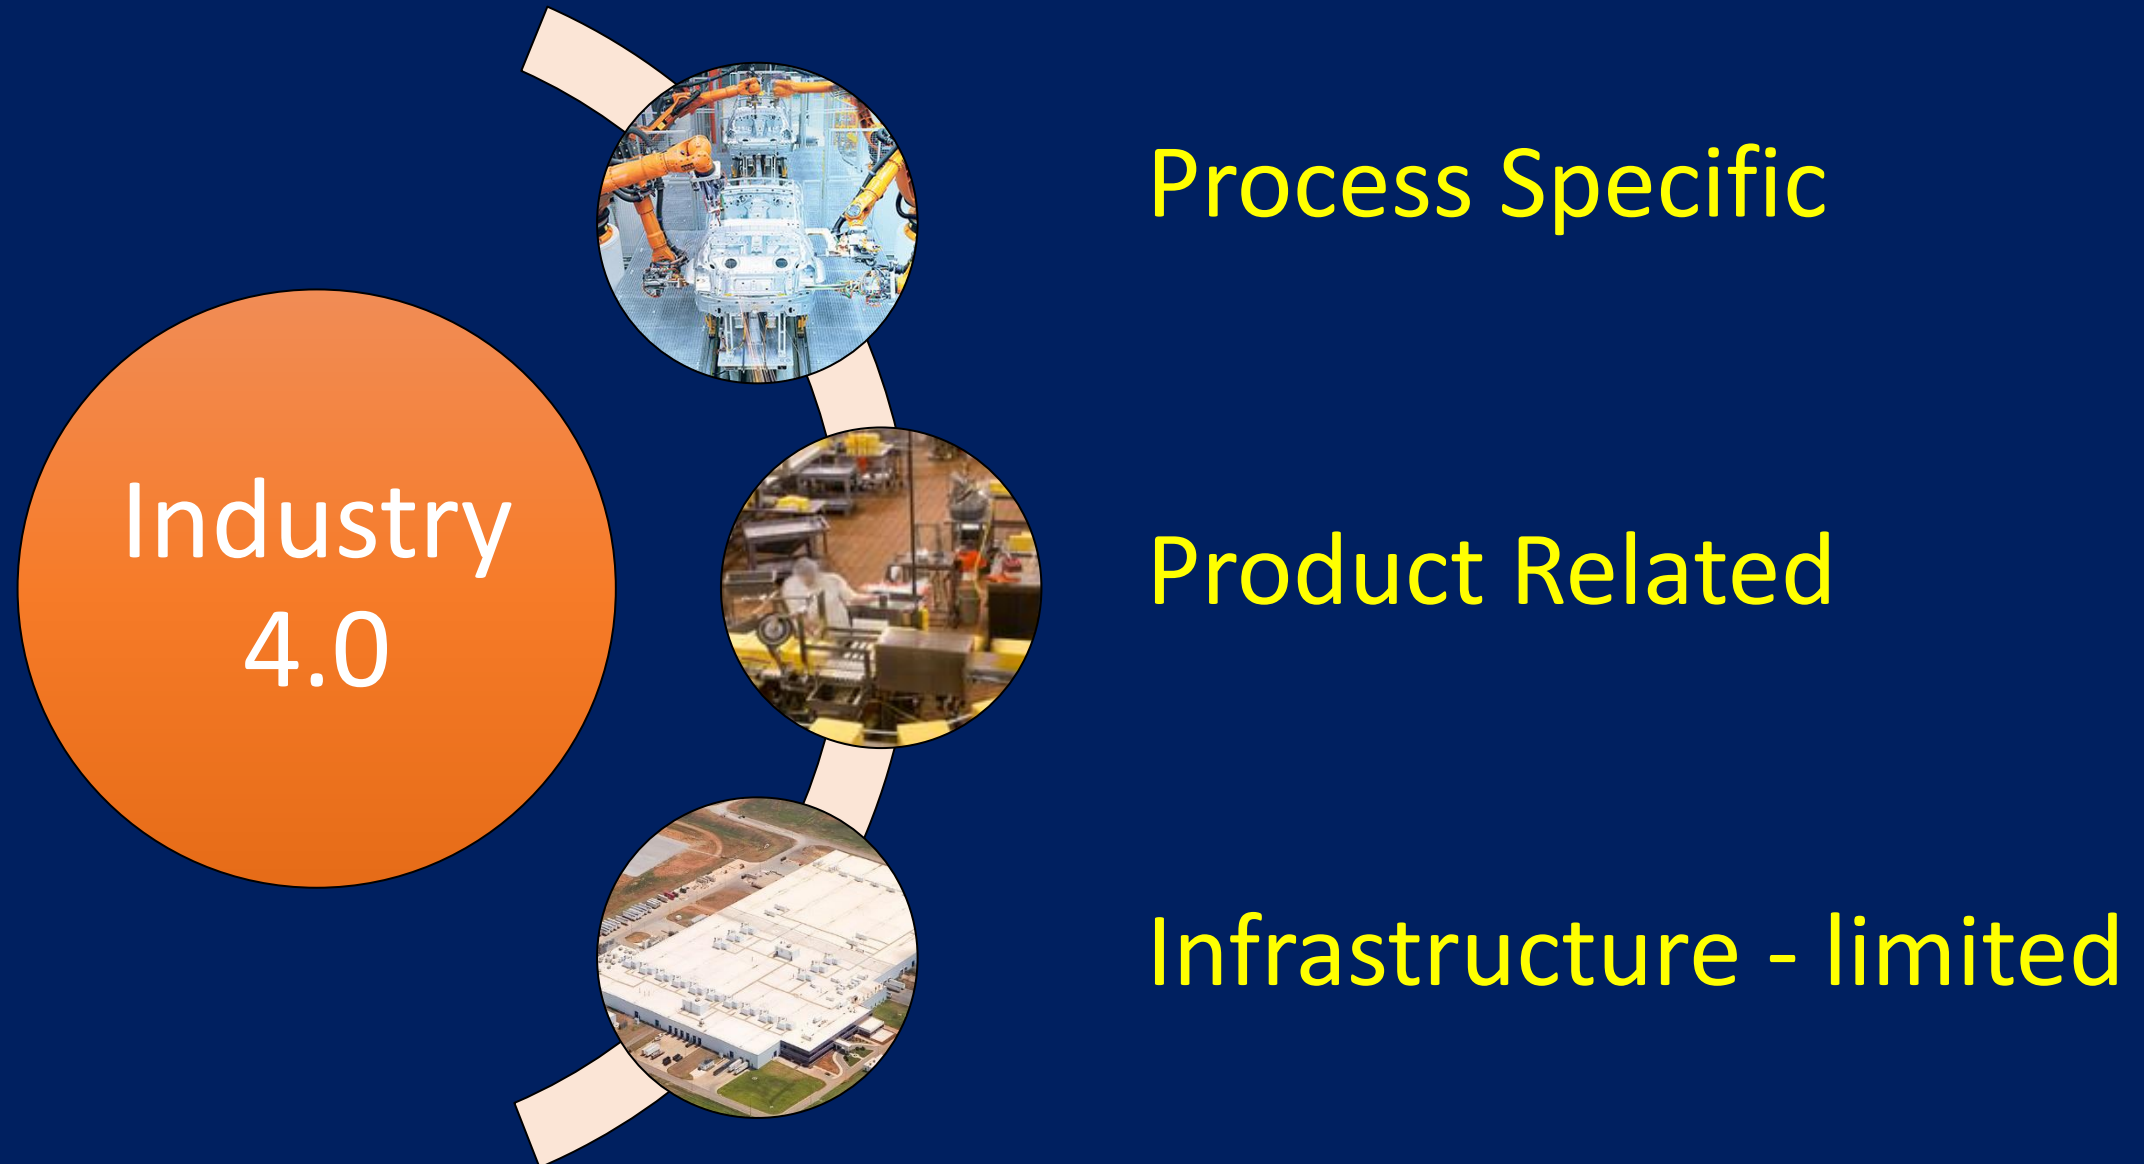 Industry
4.0
Process Specific
Product Related
Infrastructure - limited